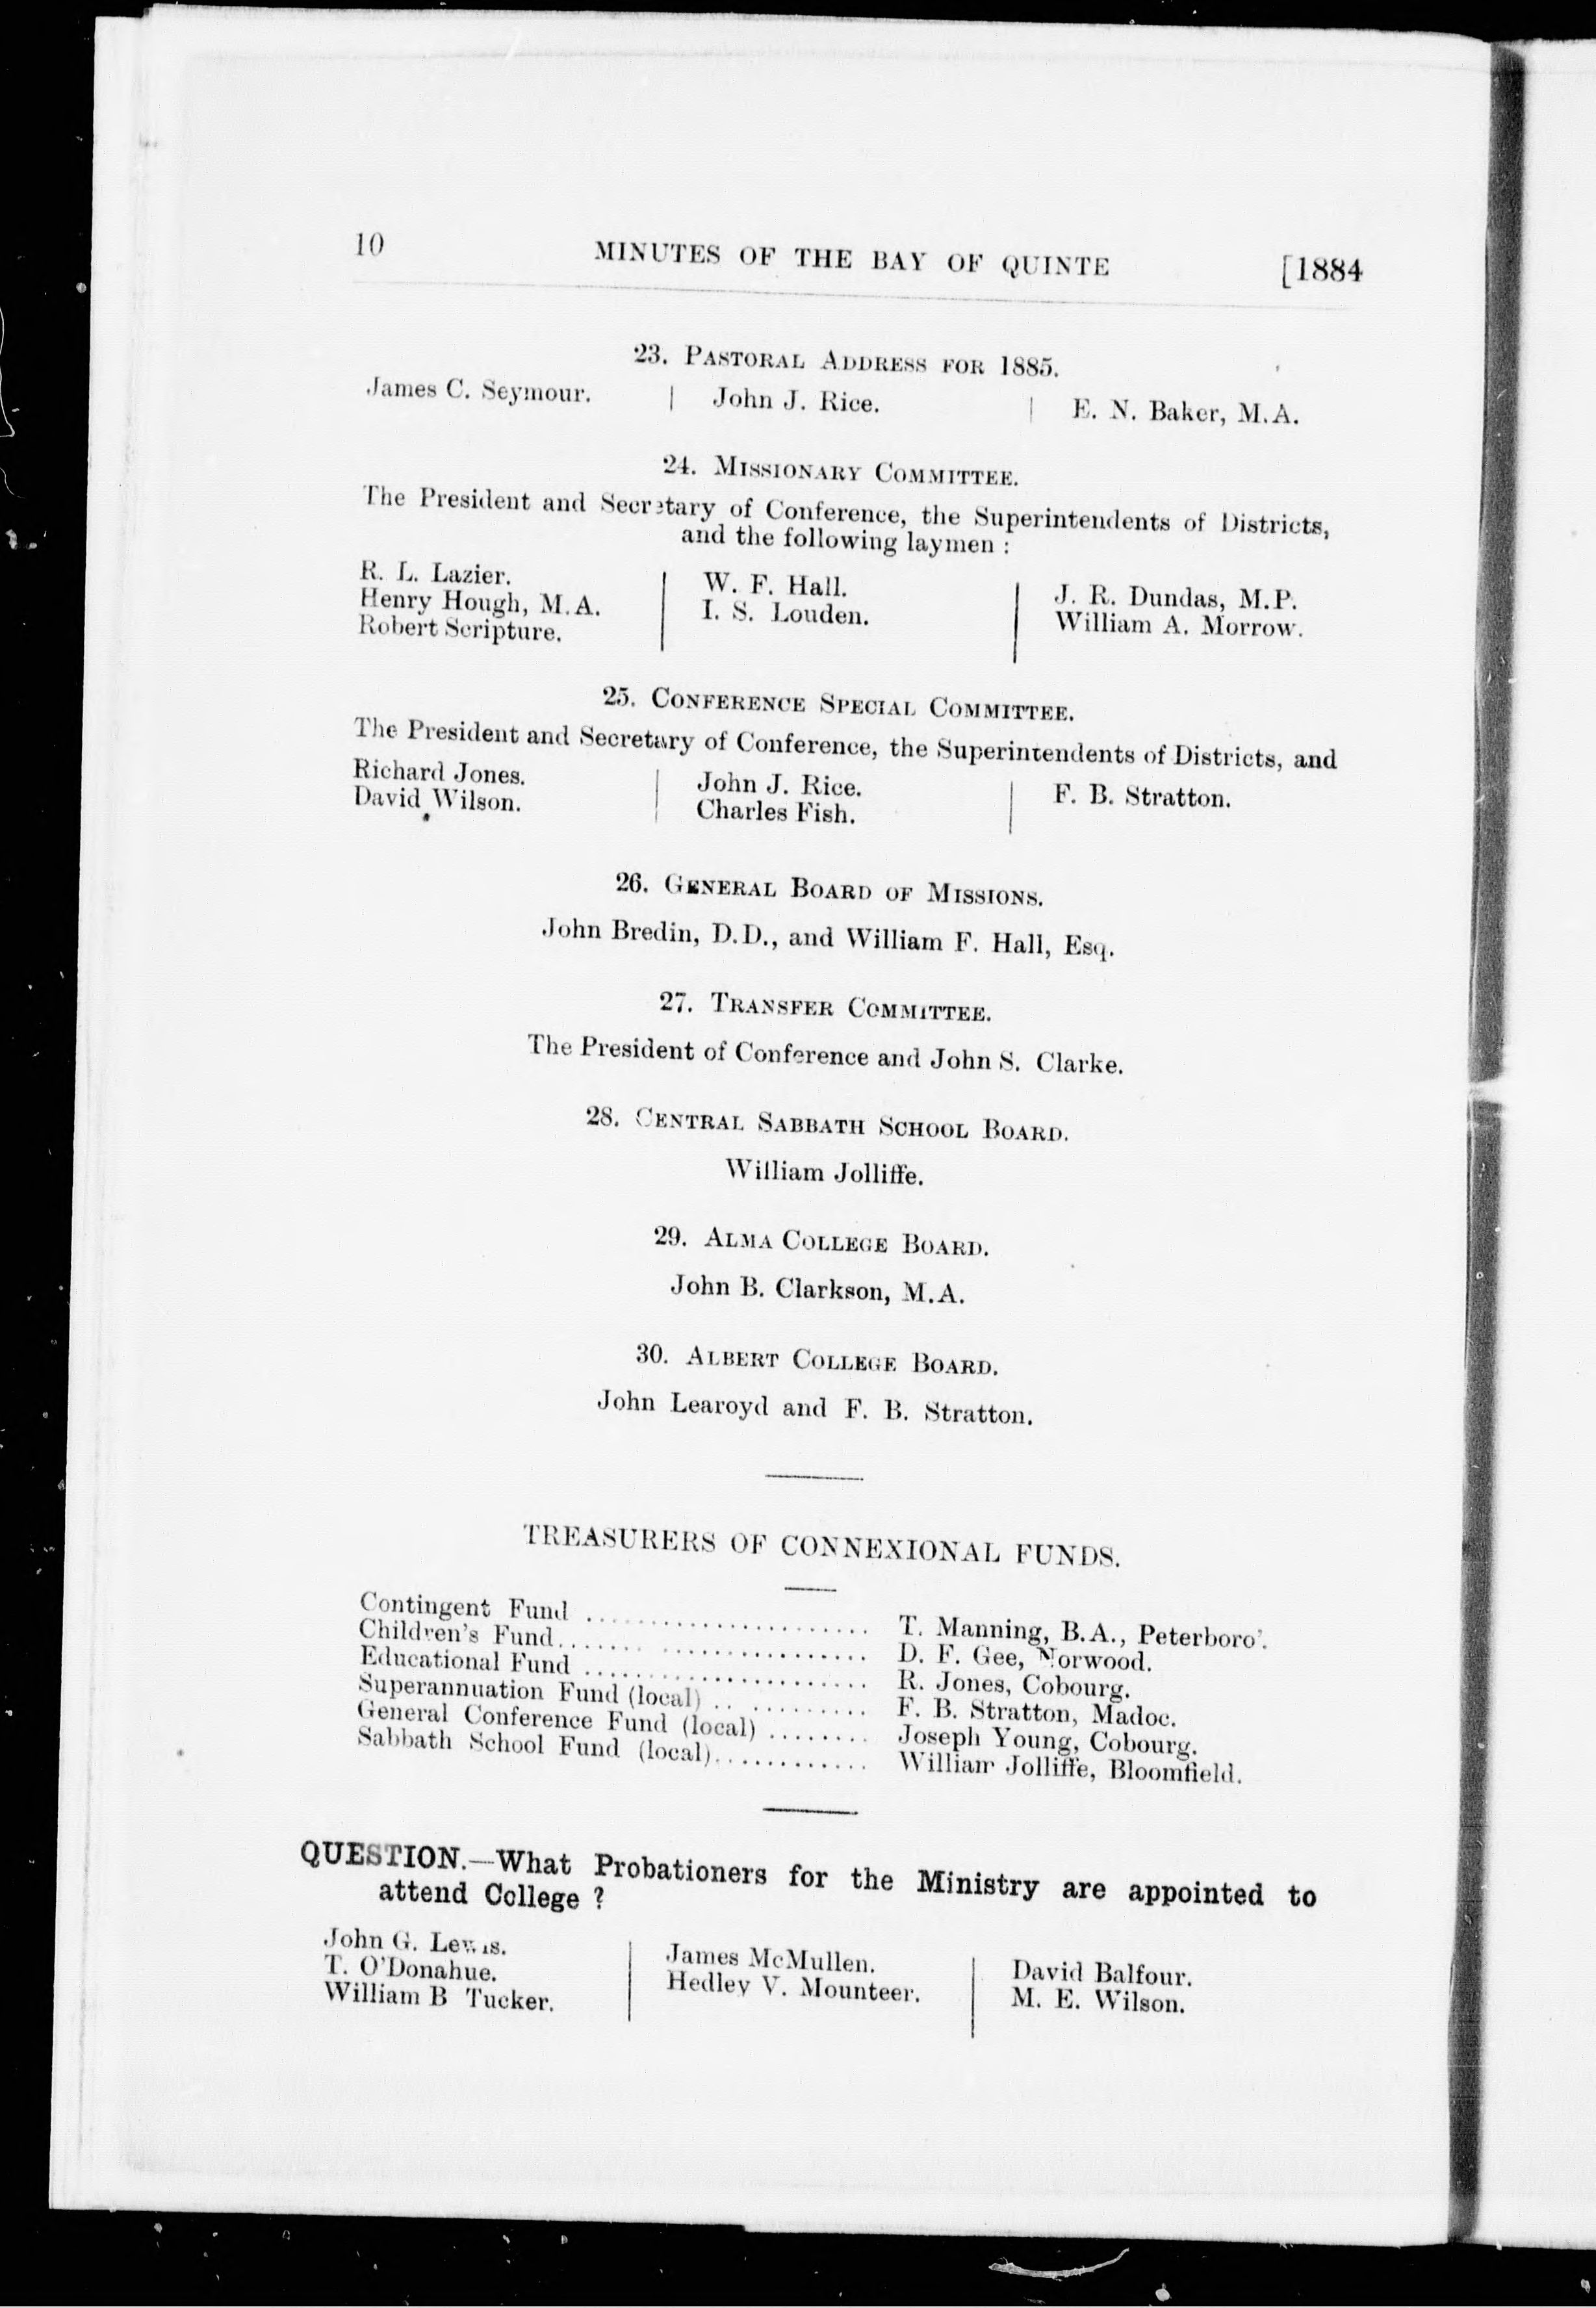 10 MINUTES OF THE BAY OF QUINTE [1884
23. PASTORAL ADDRESS FOR 1885.
James C. Seymour. | John J. Rice. | E. N. Baker, M.A.
24. MISSIONARY COMMITTEE.
The President and Secretary of Conference, the Superintendents of Districts,
and the following laymen :
R. L. Lazier.
Henry Hough, M.A.
Robert Scripture.
W. F. Hall.
I. S. Louden.
J. R. Dundas, M.P.
William A. Morrow.
25. CONFERENCE SPECIAL COMMITTEE.
The President and Secretary of Conference, the Superintendents of Districts, and
Richard Jones.
David Wilson.
John J. Rice.
Charles Fish.
F. B. Stratton.
26. GENERAL BOARD OF MISSIONS.
John Bredin, D.D., and William F. Hall, Esq.
27. TRANSFER COMMITTEE.
The President of Conference and John S. Clarke.
28. CENTRAL SABBATH SCHOOL BOARD.
William Jolliffe.
29. ALMA COLLEGE BOARD.
John B. Clarkson, M.A.
30. ALBERT COLLEGE BOARD.
John Learoyd and F. B. Stratton.
TREASURERS OF CONNEXIONAL FUNDS.
Contingent Fund ...................... T. Manning, B.A., Peterboro'.
Children's Fund....................... D. F. Gee, Norwood.
Educational Fund ..................... R. Jones, Cobourg.
Superannuation Fund (local) ........... F. B. Stratton, Madoc.
General Conference Fund (local) ........ Joseph Young, Cobourg.
Sabbath School Fund (local)............ William Jolliffe, Bloomfield.
QUESTION.—What Probationers for the Ministry are appointed to
attend College ?
John G. Lewis.
T. O'Donahue.
William B Tucker.
James McMullen.
Hedley V. Mounteer.
David Balfour.
M. E. Wilson.